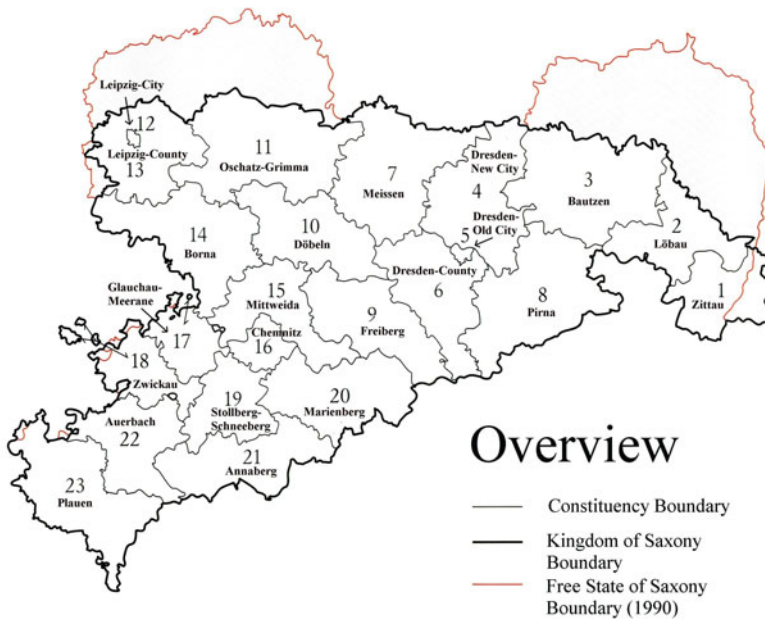 Leipzig-City
12
Leipzig-County
13
11
Oschatz-Grimma
7
Meissen
Dresden-
New City
4
5
Dresden-
Old City
3
Bautzen
2
Löbau
1
Zittau
14
Borna
10
Döbeln
Dresden-County
6
8
Pirna
Glauchau-
Meerane
17
15
Mittweida
Chemnitz
16
9
Freiberg
18
Zwickau
19
Stollberg-
Schneeberg
20
Marienberg
Auerbach
22
21
Annaberg
23
Plauen
Overview
Constituency Boundary
Kingdom of Saxony
Boundary
Free State of Saxony
Boundary (1990)